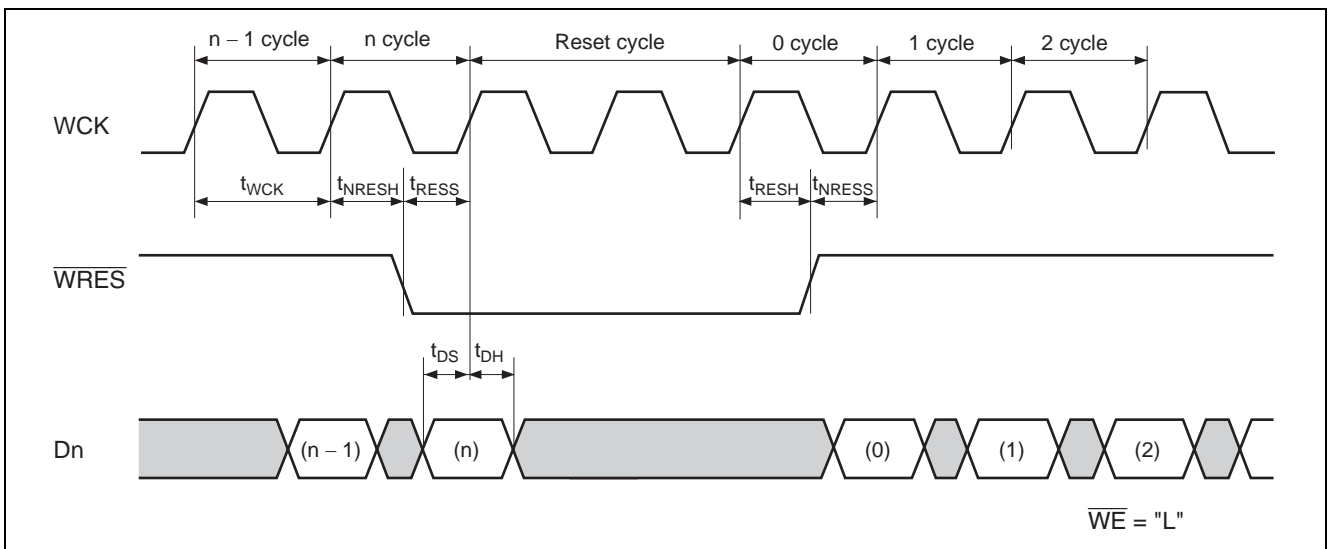 n – 1 cycle n cycle Reset cycle 0 cycle 1 cycle 2 cycle
WCK
tWCK tNRESH tRESS tRESH tNRESS
WRES
tDS tDH
Dn (n – 1) (n) (0) (1) (2)
WE = "L"